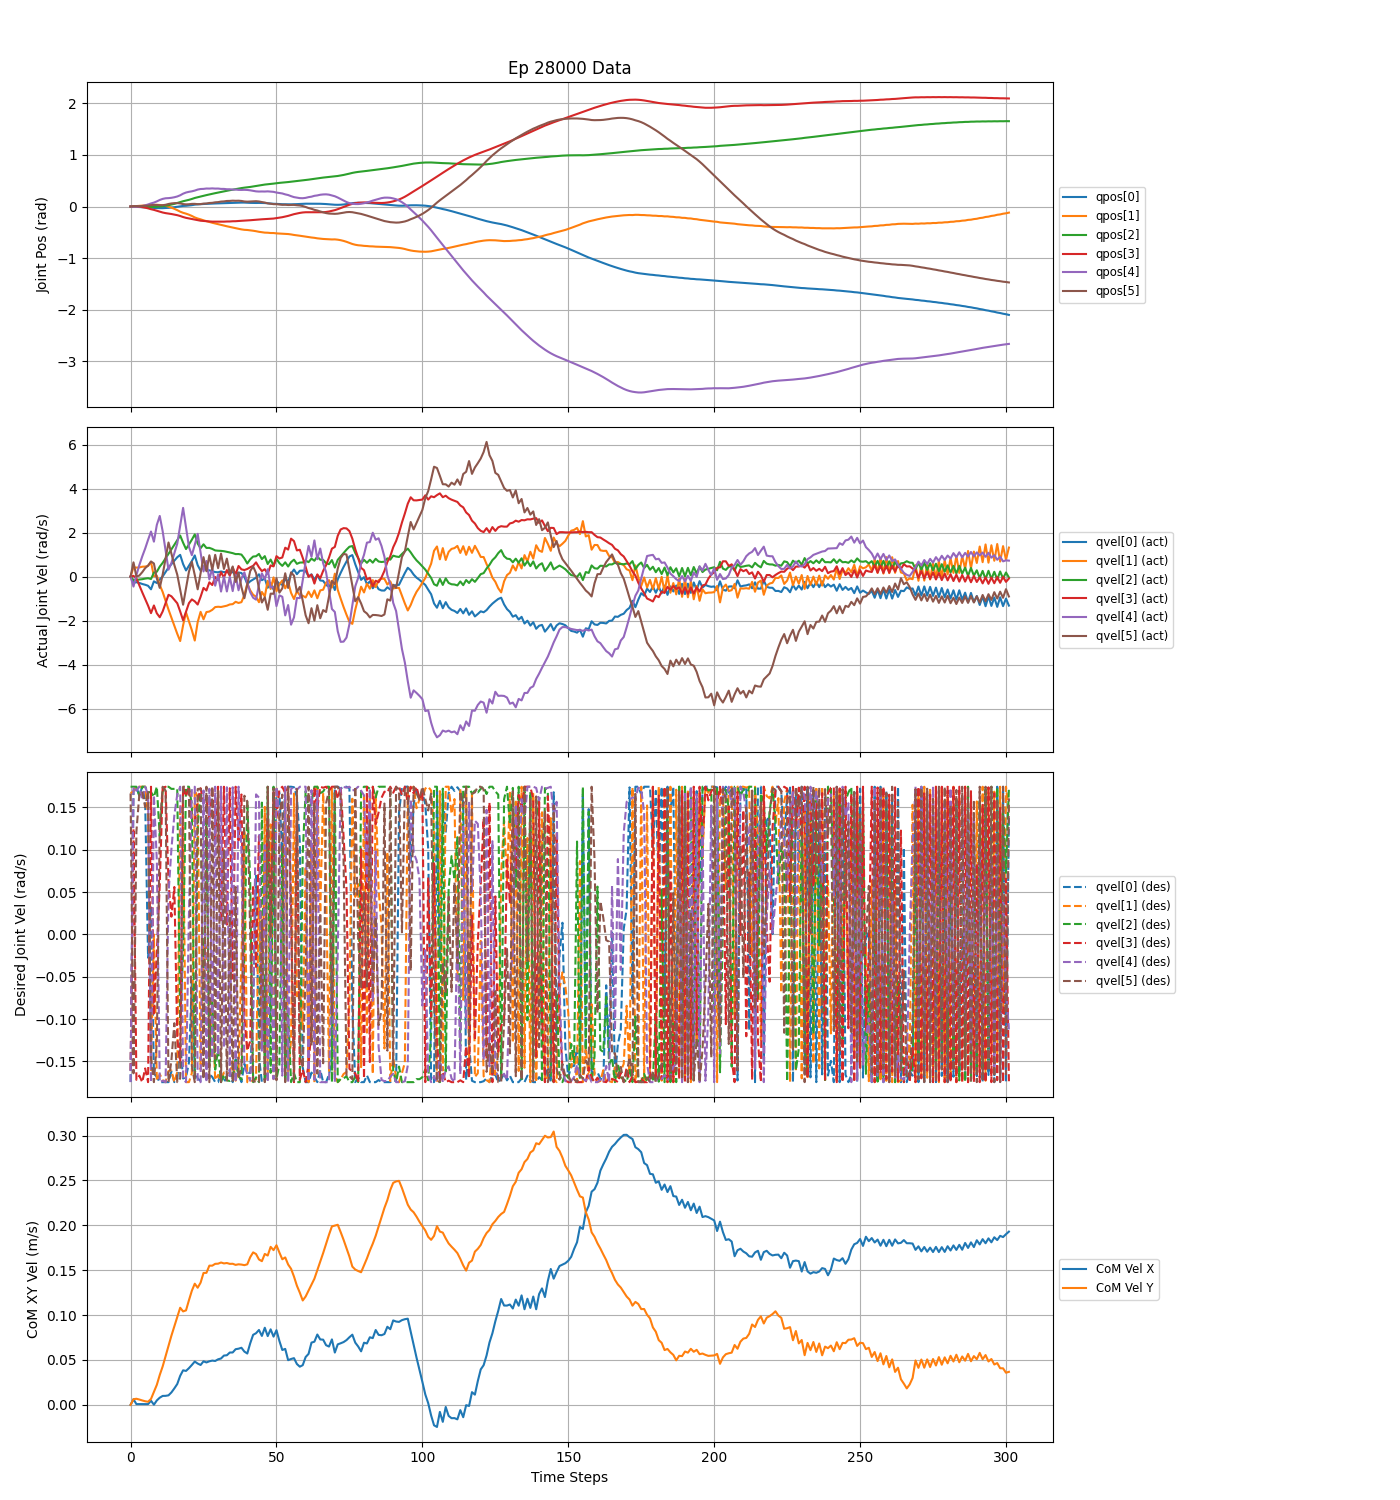 Ep 28000 Data
2
1
0
−1
−2
−3
Joint Pos (rad)
qpos[0]
qpos[1]
qpos[2]
qpos[3]
qpos[4]
qpos[5]
6
4
2
0
−2
−4
−6
Actual Joint Vel (rad/s)
qvel[0] (act)
qvel[1] (act)
qvel[2] (act)
qvel[3] (act)
qvel[4] (act)
qvel[5] (act)
0.15
0.10
0.05
0.00
−0.05
−0.10
−0.15
Desired Joint Vel (rad/s)
qvel[0] (des)
qvel[1] (des)
qvel[2] (des)
qvel[3] (des)
qvel[4] (des)
qvel[5] (des)
0.30
0.25
0.20
0.15
0.10
0.05
0.00
CoM XY Vel (m/s)
CoM Vel X
CoM Vel Y
0 50 100 150 200 250 300
Time Steps